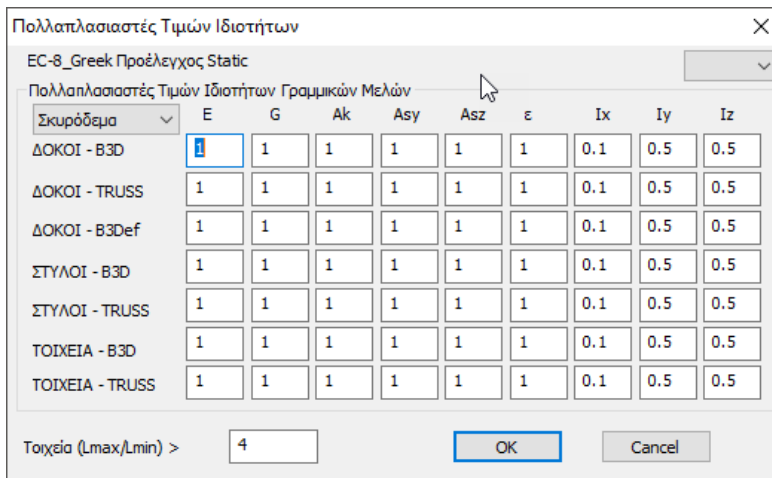 Πολλαπλασιαστές Τιμών Ιδιοτήτων
EC-8_Greek Προέλεγχος Static
Πολλαπλασιαστές Τιμών Ιδιοτήτων Γραμμικών Μελών
Σκυρόδεμα E G Ak Asy Asz ε Ix Iy Iz
ΔΟΚΟΙ - B3D 1 1 1 1 1 1 0.1 0.5 0.5
ΔΟΚΟΙ - TRUSS 1 1 1 1 1 1 0.1 0.5 0.5
ΔΟΚΟΙ - B3Def 1 1 1 1 1 1 0.1 0.5 0.5
ΣΤΥΛΟΙ - B3D 1 1 1 1 1 1 0.1 0.5 0.5
ΣΤΥΛΟΙ - TRUSS 1 1 1 1 1 1 0.1 0.5 0.5
ΤΟΙΧΕΙΑ - B3D 1 1 1 1 1 1 0.1 0.5 0.5
ΤΟΙΧΕΙΑ - TRUSS 1 1 1 1 1 1 0.1 0.5 0.5
Τοιχεία (Lmax/Lmin) > 4 OK Cancel